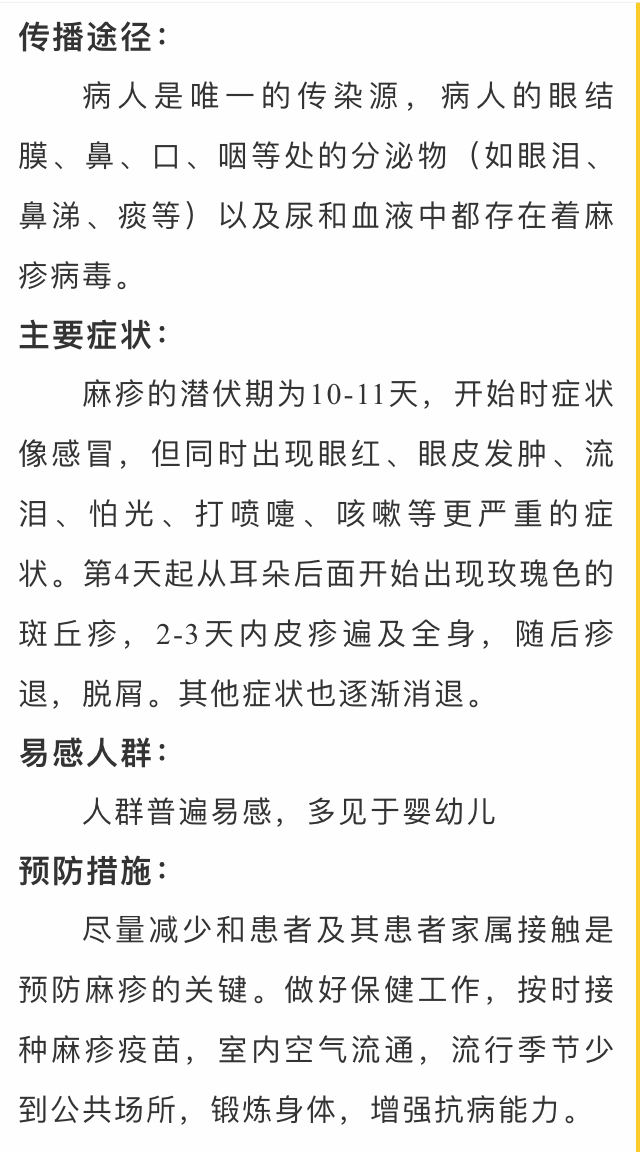 传播途径：
病人是唯一的传染源，病人的眼结
膜、鼻、口、咽等处的分泌物（如眼泪、
鼻涕、痰等）以及尿和血液中都存在着麻
疹病毒。
主要症状：
麻疹的潜伏期为10-11天，开始时症状
像感冒，但同时出现眼红、眼皮发肿、流
泪、怕光、打喷嚏、咳嗽等更严重的症
状。第4天起从耳朵后面开始出现玫瑰色的
斑丘疹，2-3天内皮疹遍及全身，随后疹
退，脱屑。其他症状也逐渐消退。
易感人群：
人群普遍易感，多见于婴幼儿
预防措施：
尽量减少和患者及其患者家属接触是
预防麻疹的关键。做好保健工作，按时接
种麻疹疫苗，室内空气流通，流行季节少
到公共场所，锻炼身体，增强抗病能力。